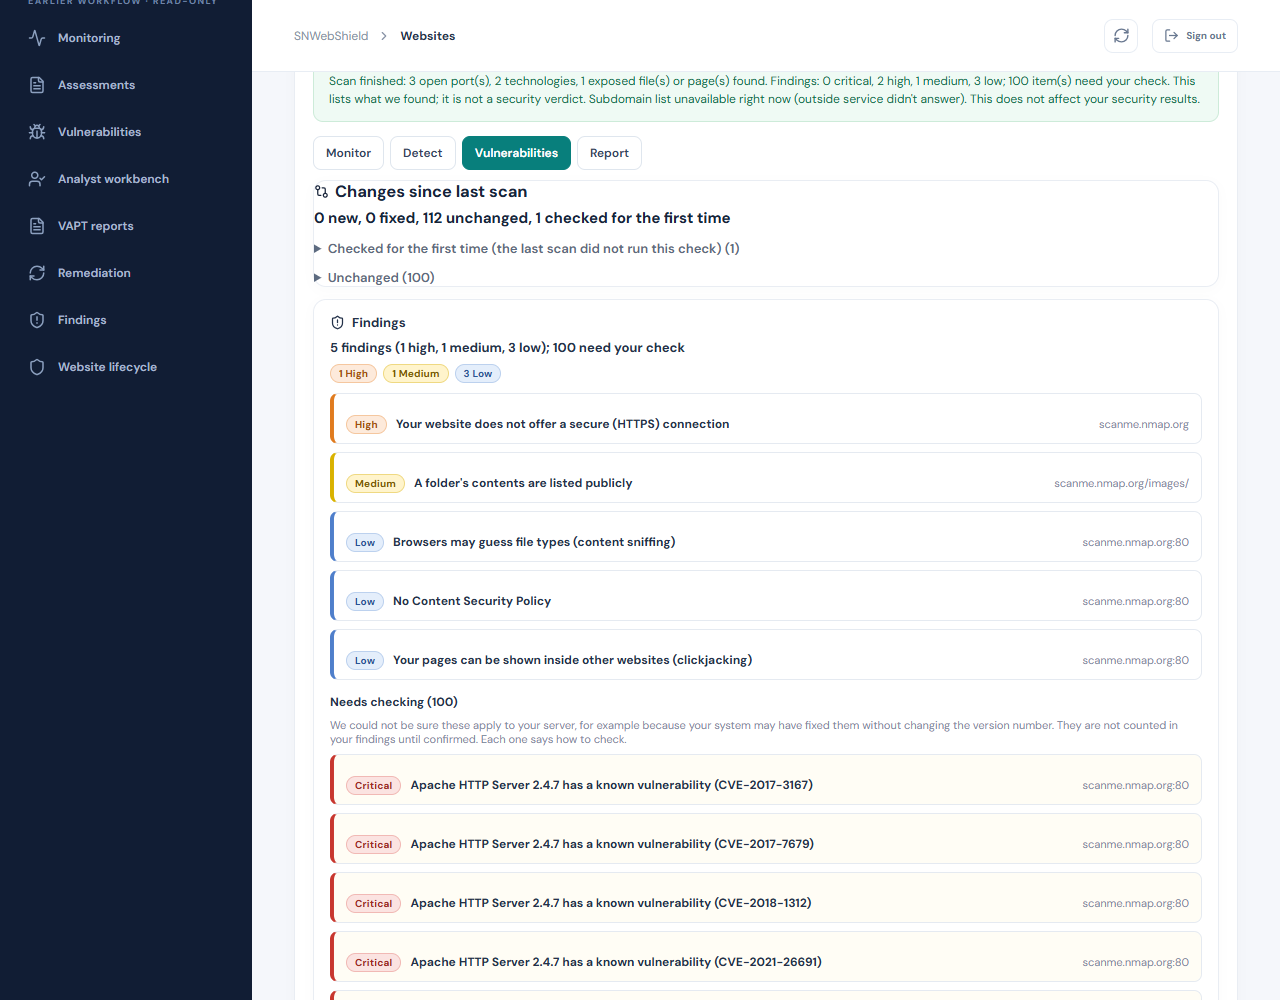 EARLIER WORKFLOW · READ-ONLY
Monitoring
Assessments
Vulnerabilities
Analyst workbench
VAPT reports
Remediation
Findings
Website lifecycle
SNWebShield > Websites
Sign out
Scan finished: 3 open port(s), 2 technologies, 1 exposed file(s) or page(s) found. Findings: 0 critical, 2 high, 1 medium, 3 low; 100 item(s) need your check. This
lists what we found; it is not a security verdict. Subdomain list unavailable right now (outside service didn't answer). This does not affect your security results.
Monitor Detect Vulnerabilities Report
Changes since last scan
0 new, 0 fixed, 112 unchanged, 1 checked for the first time
Checked for the first time (the last scan did not run this check) (1)
Unchanged (100)
Findings
5 findings (1 high, 1 medium, 3 low); 100 need your check
1 High 1 Medium 3 Low
High Your website does not offer a secure (HTTPS) connection scanme.nmap.org
Medium A folder's contents are listed publicly scanme.nmap.org/images/
Low Browsers may guess file types (content sniffing) scanme.nmap.org:80
Low No Content Security Policy scanme.nmap.org:80
Low Your pages can be shown inside other websites (clickjacking) scanme.nmap.org:80
Needs checking (100)
We could not be sure these apply to your server, for example because your system may have fixed them without changing the version number. They are not counted in
your findings until confirmed. Each one says how to check.
Critical Apache HTTP Server 2.4.7 has a known vulnerability (CVE-2017-3167) scanme.nmap.org:80
Critical Apache HTTP Server 2.4.7 has a known vulnerability (CVE-2017-7679) scanme.nmap.org:80
Critical Apache HTTP Server 2.4.7 has a known vulnerability (CVE-2018-1312) scanme.nmap.org:80
Critical Apache HTTP Server 2.4.7 has a known vulnerability (CVE-2021-26691) scanme.nmap.org:80